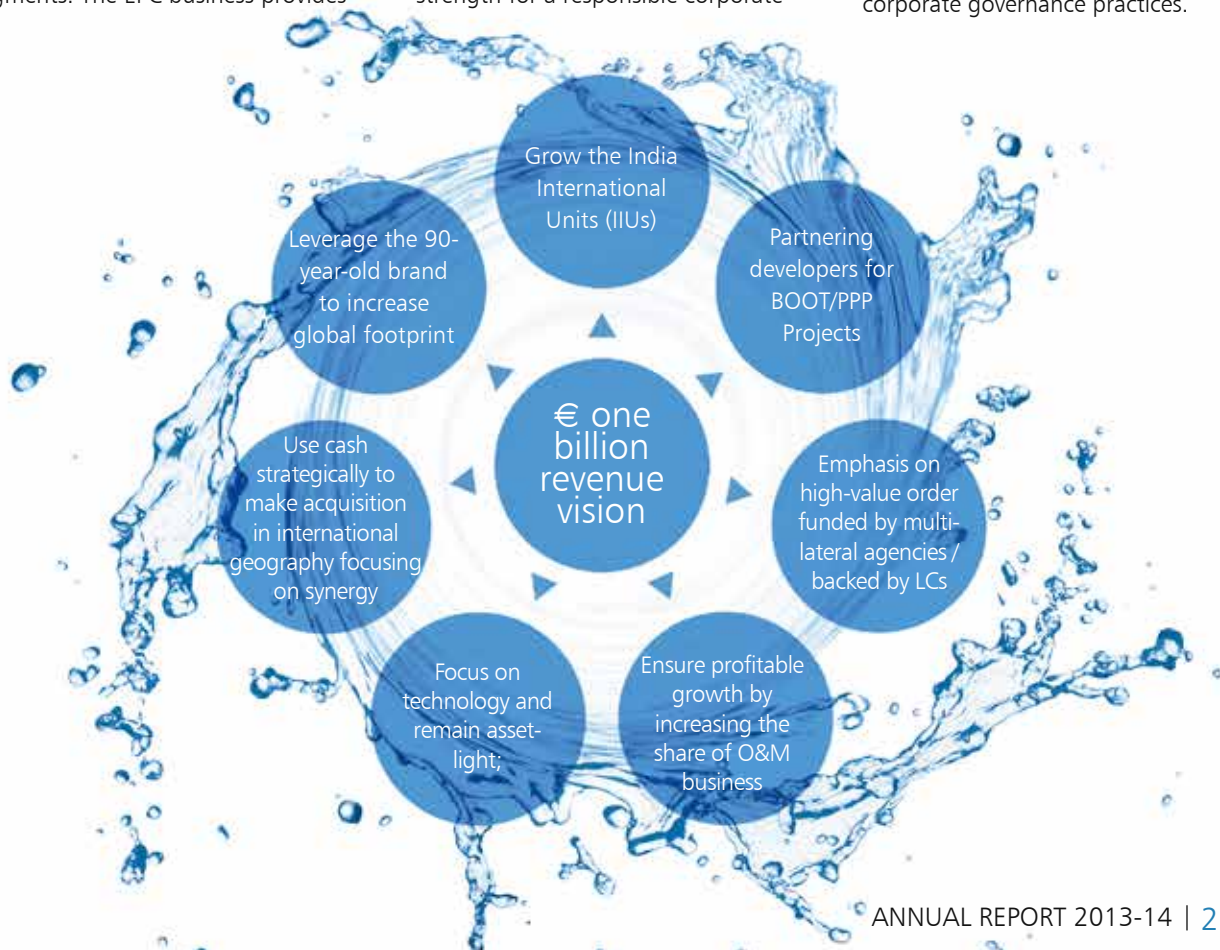 The EPC business provides
strength for a responsible corporate
corporate governance practices.
Grow the India
International
Units (IIUs)
Partnering
developers for
BOOT/PPP
Projects
Emphasis on
high-value order
funded by multi-
lateral agencies /
backed by LCs
Ensure profitable
growth by
increasing the
share of O&M
business
Focus on
technology and
remain asset-
light;
Use cash
strategically to
make acquisition
in international
geography focusing
on synergy
Leverage the 90-
year-old brand
to increase
global footprint
€ one
billion
revenue
vision
ANNUAL REPORT 2013-14 | 2